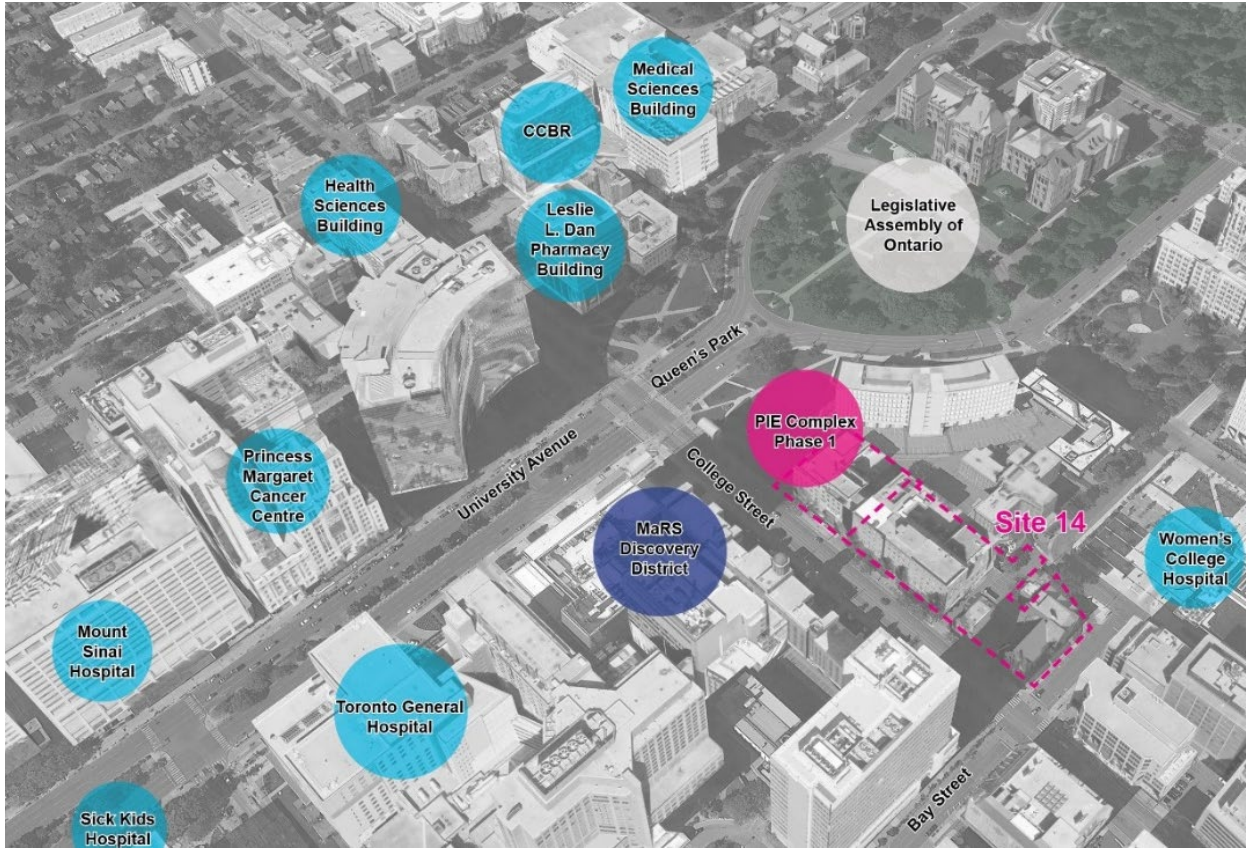 Medical
Sciences
Building
CCBR
Health
Sciences
Building
Leslie
L. Dan
Pharmacy
Building
Legislative
Assembly of
Ontario
Queen's Park
PIE Complex
Phase 1
University Avenue
College Street
Princess
Margaret
Cancer
Centre
MaRS
Discovery
District
Site 14
Women's
College
Hospital
Mount
Sinai
Hospital
Toronto General
Hospital
Bay Street
Sick Kids
Hospital